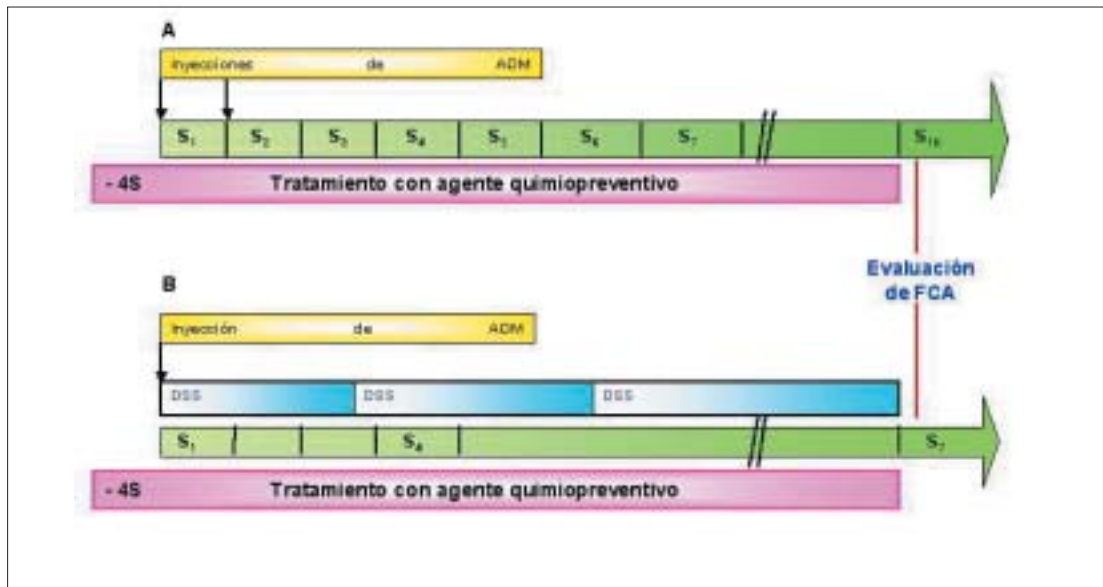 A
Inyecciones de ADM
S₁ S₂ S₃ S₄ S₅ S₆ S₇
- 4S Tratamiento con agente quimiopreventivo
Evaluación
de FCA
B
Inyección de ADM
DSS DSS DSS
S₁ S₄ S₇
- 4S Tratamiento con agente quimiopreventivo